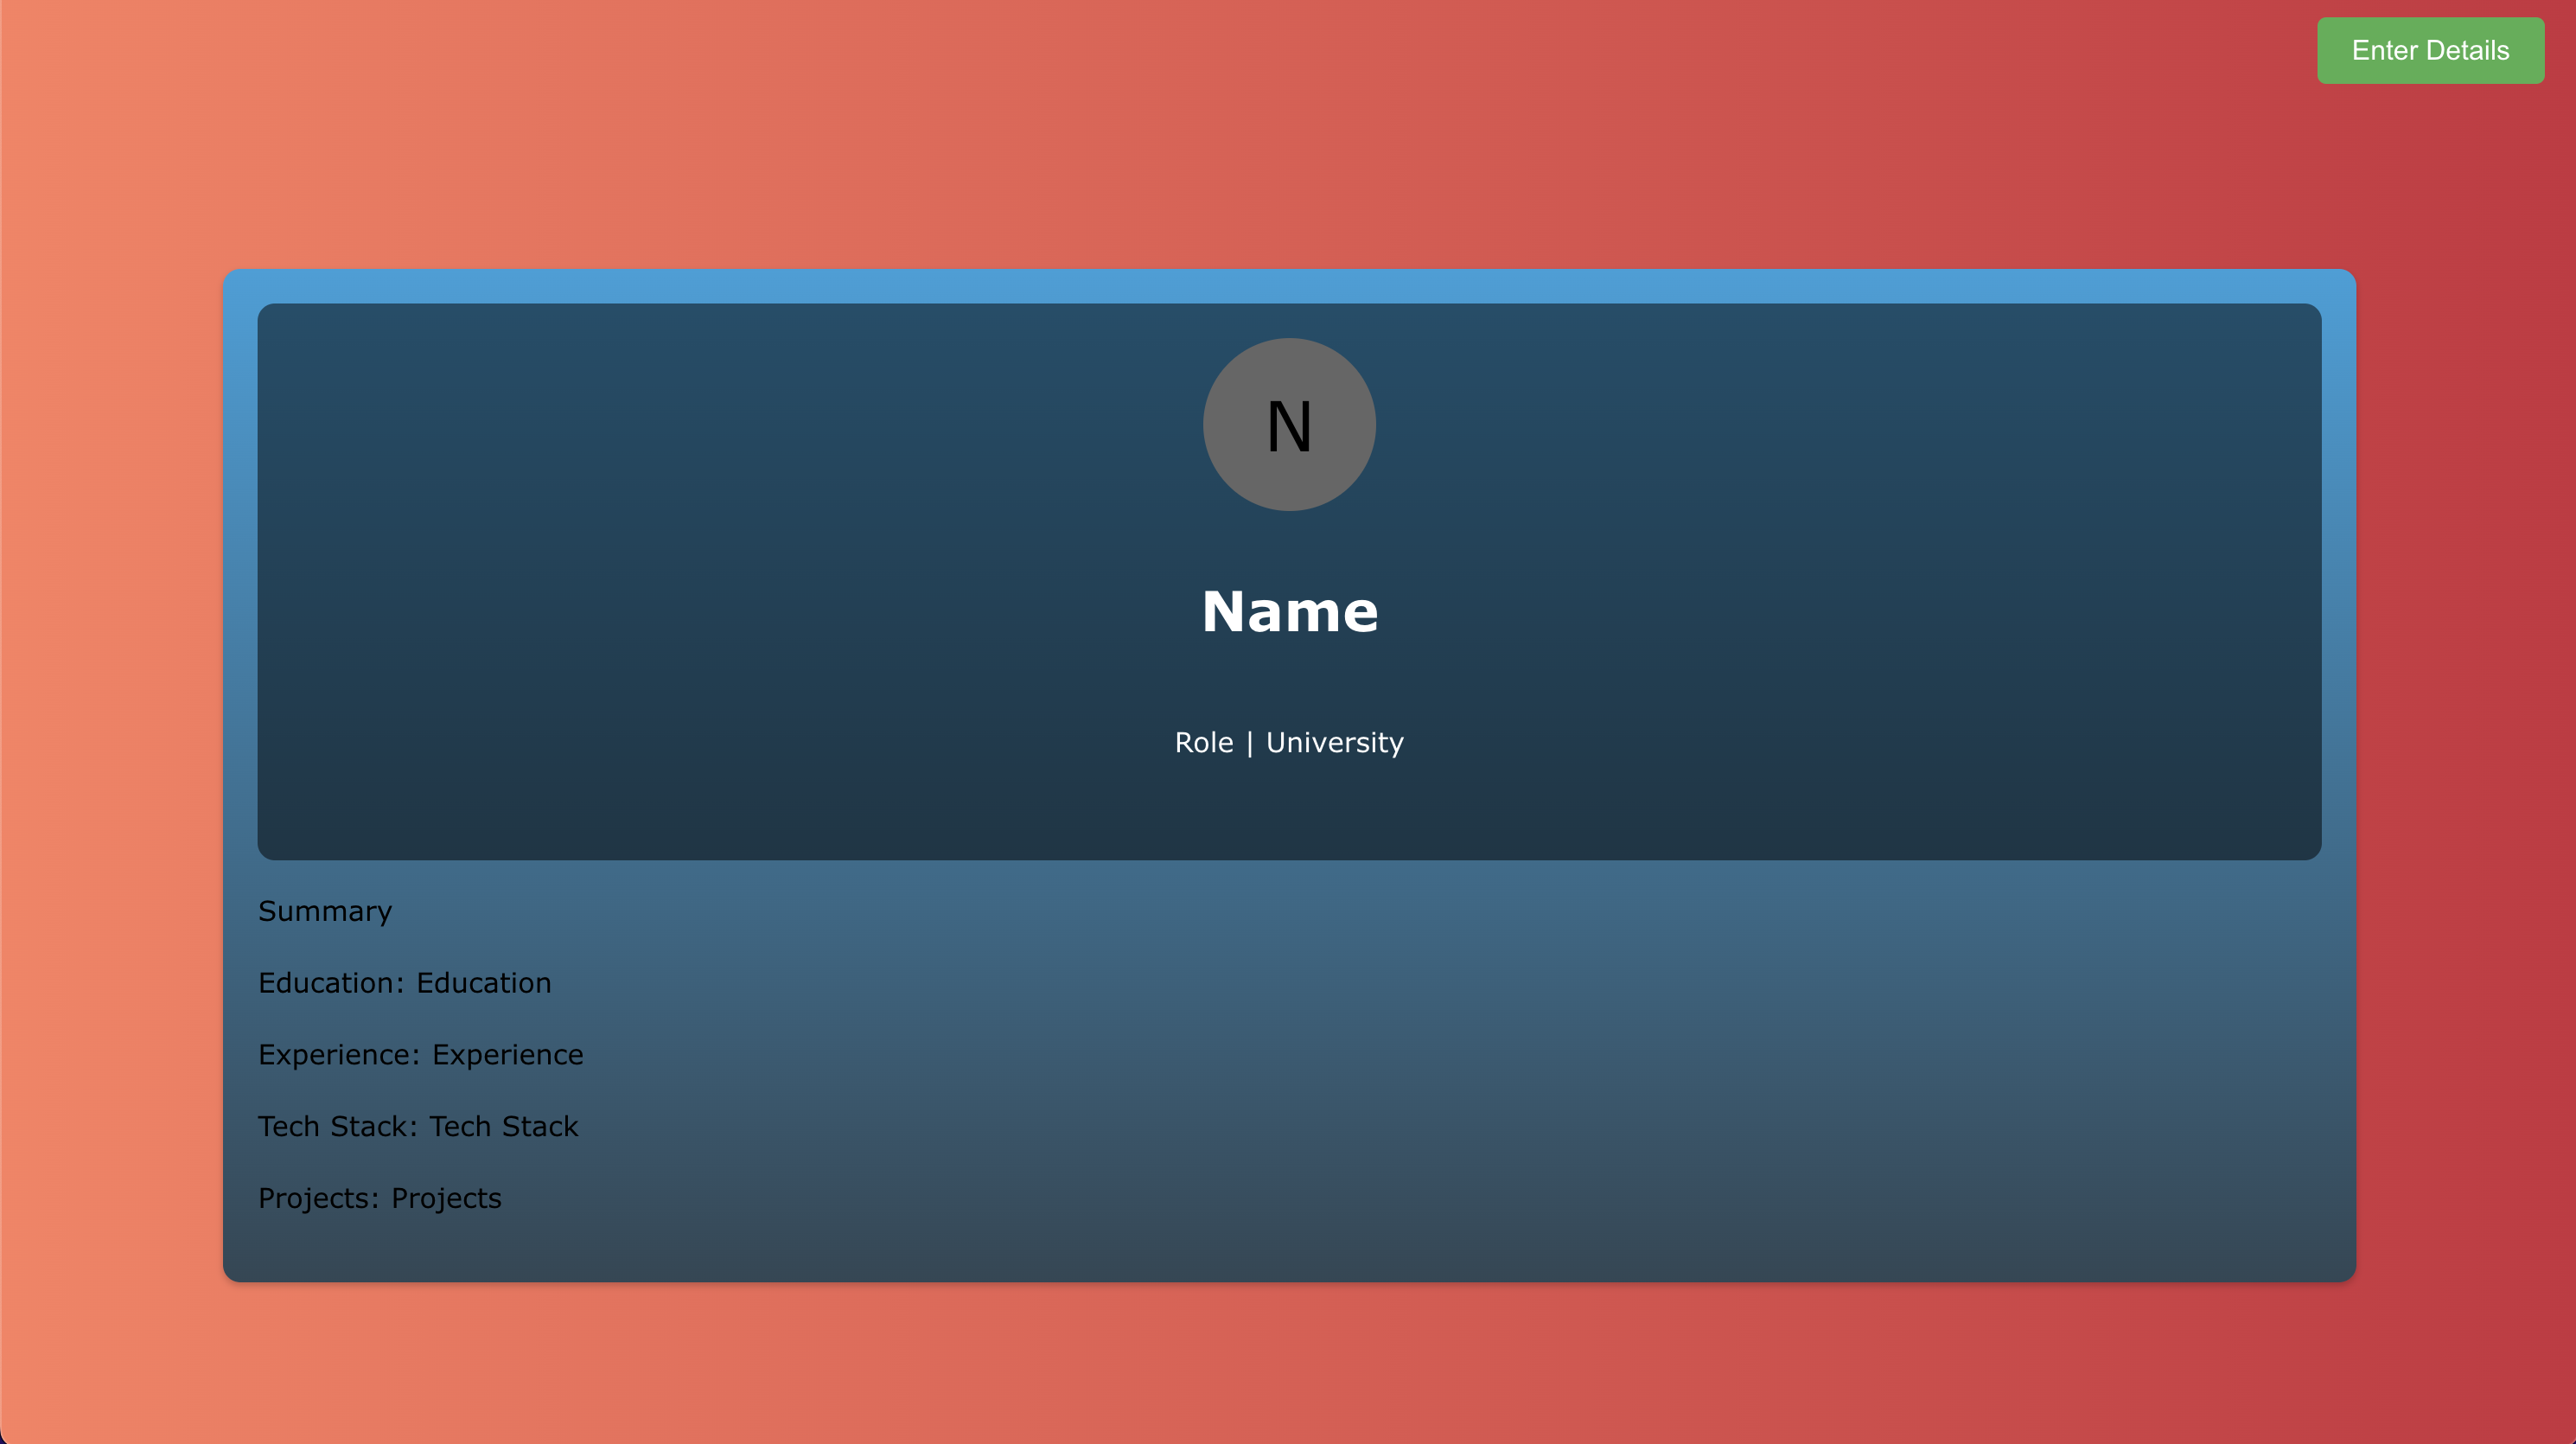 Enter Details
N
Name
Role | University
Summary
Education: Education
Experience: Experience
Tech Stack: Tech Stack
Projects: Projects